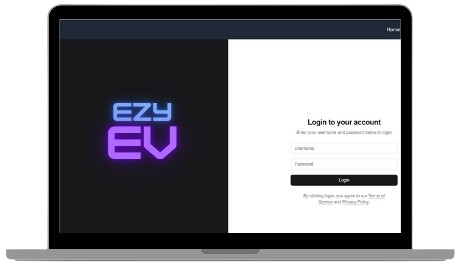 Home
EZY
EV
Login to your account
Enter your username and password below to login
Username
Password
Login
By clicking login, you agree to our Terms of
Service and Privacy Policy.